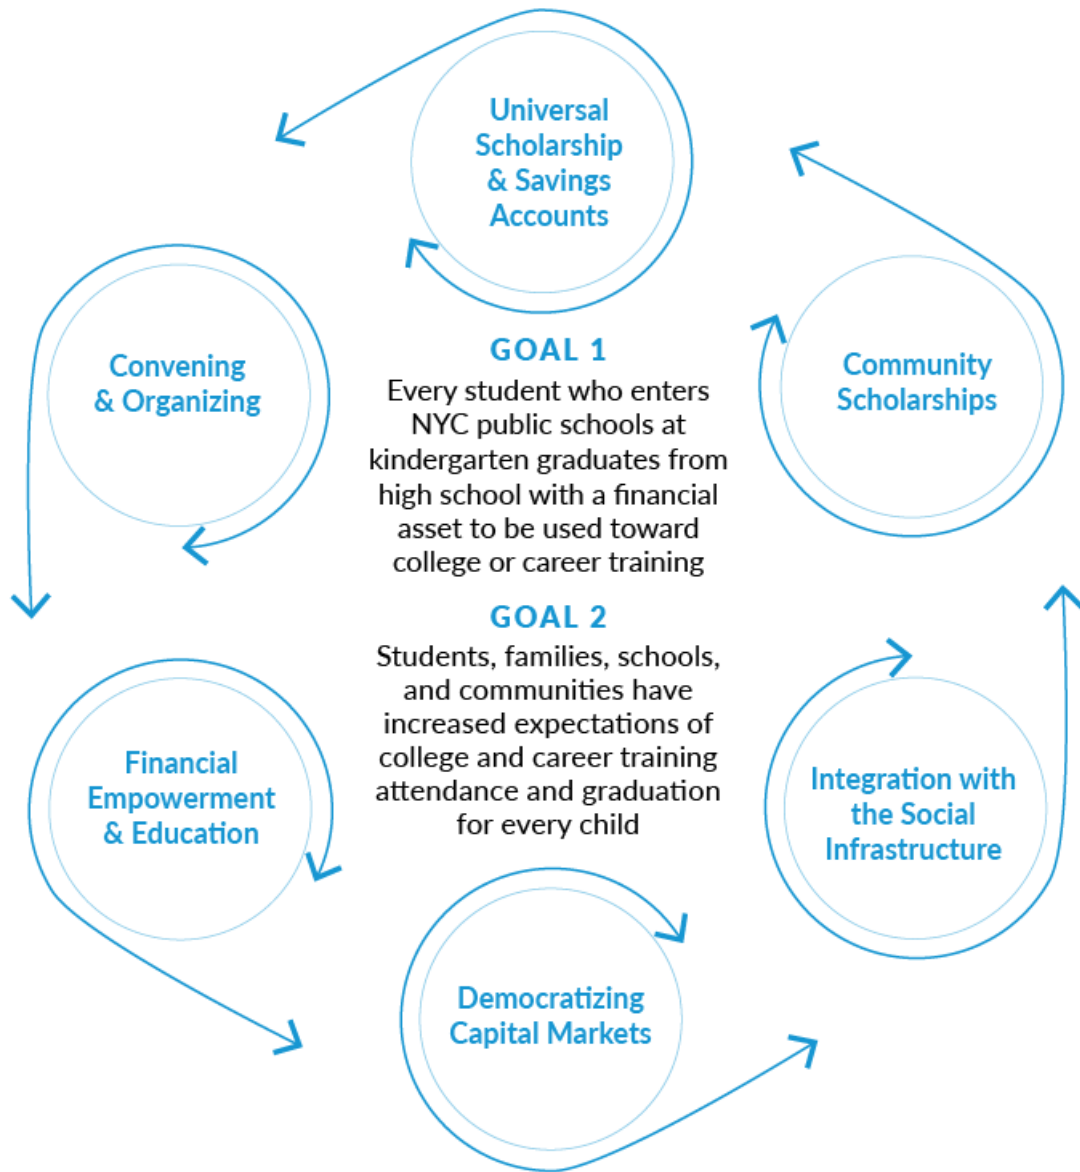 Universal
Scholarship
& Savings
Accounts
Convening
& Organizing
Community
Scholarships
GOAL 1
Every student who enters
NYC public schools at
kindergarten graduates from
high school with a financial
asset to be used toward
college or career training
GOAL 2
Students, families, schools,
and communities have
increased expectations of
college and career training
attendance and graduation
for every child
Financial
Empowerment
& Education
Integration with
the Social
Infrastructure
Democratizing
Capital Markets